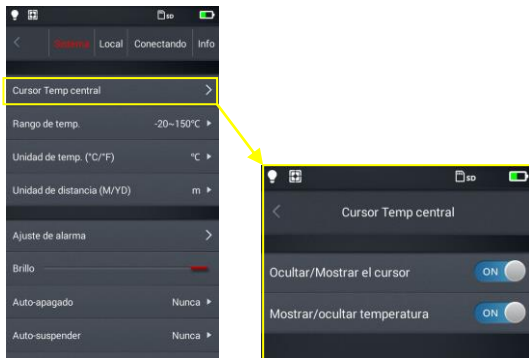 SD
Sistema Local Conectando Info
Cursor Temp central
Rango de temp. -20~150°C
Unidad de temp. (°C/°F) °C
Unidad de distancia (M/YD) m
Ajuste de alarma
Brillo
Auto-apagado Nunca
Auto-suspender Nunca
SD
Cursor Temp central
Ocultar/Mostrar el cursor ON
Mostrar/ocultar temperatura ON